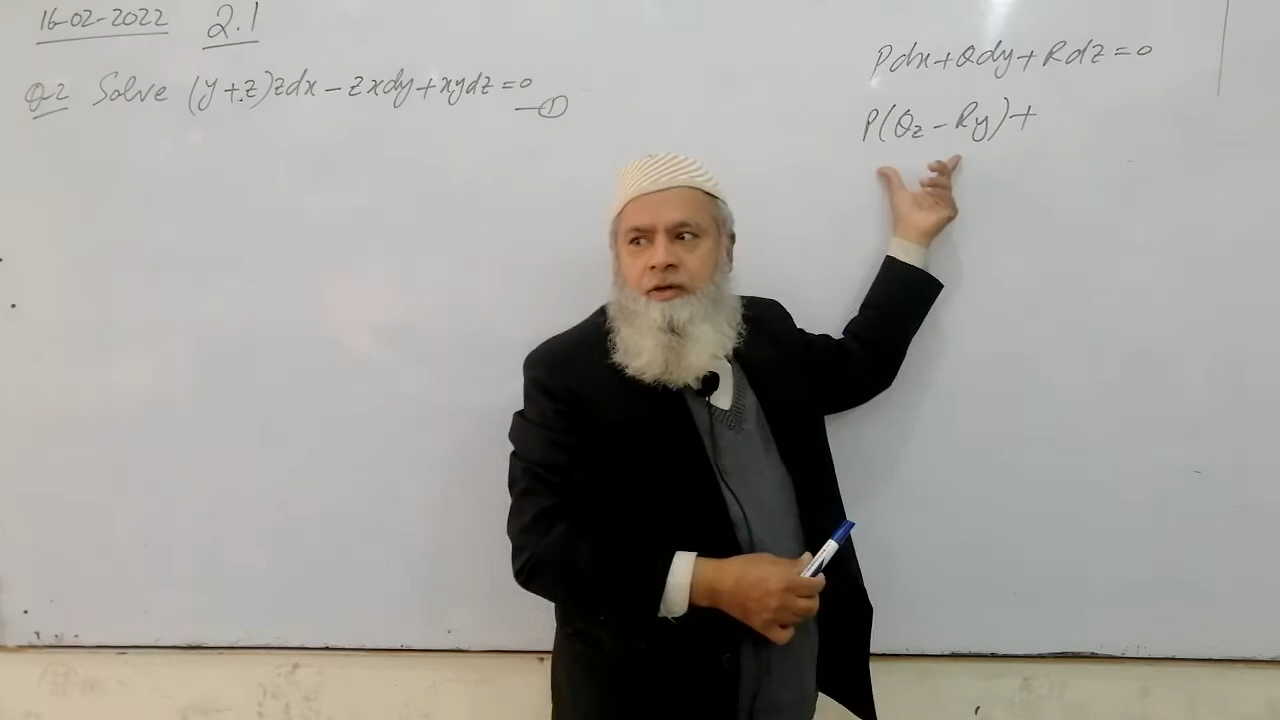 16-02-2022 2.1
Q2 Solve (y+z)zdx - zxdy + xydz = 0 —①
Pdx + Qdy + Rdz = 0
P(Qz - Ry) +